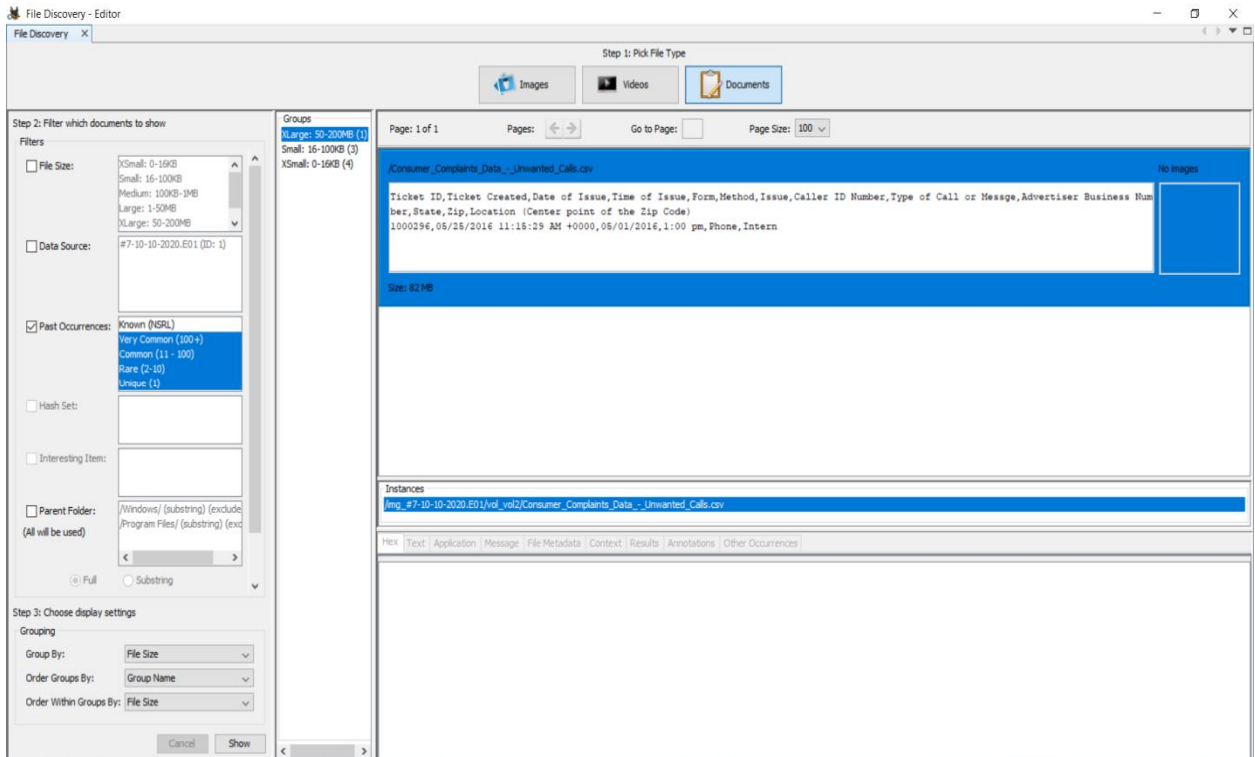 File Discovery - Editor
File Discovery X
Step 1: Pick File Type
Images
Videos
Documents
Step 2: Filter which documents to show
Filters
File Size:
XSmall: 0-16KB
Small: 16-100KB
Medium: 100KB-1MB
Large: 1-50MB
XLarge: 50-200MB
Data Source:
#7-10-10-2020.E01 (ID: 1)
Past Occurrences:
Known (NSRL)
Very Common (100+)
Common (11 - 100)
Rare (2-10)
Unique (1)
Hash Set:
Interesting Item:
Parent Folder:
(All will be used)
/Windows/ (substring) (exclude
/Program Files/ (substring) (exc
Full
Substring
Step 3: Choose display settings
Grouping
Group By: File Size
Order Groups By: Group Name
Order Within Groups By: File Size
Cancel
Show
Groups
XLarge: 50-200MB (1)
Small: 16-100KB (3)
XSmall: 0-16KB (4)
Page: 1 of 1 Pages: Go to Page: Page Size: 100
/Consumer_Complaints_Data_-_Unwanted_Calls.csv
No images
Ticket ID,Ticket Created,Date of Issue,Time of Issue,Form,Method,Issue,Caller ID Number,Type of Call or Messge,Advertiser Business Num
ber,State,Zip,Location (Center point of the Zip Code)
1000296,05/25/2016 11:15:29 AM +0000,05/01/2016,1:00 pm,Phone,Intern
Size: 82 MB
Instances
/img_#7-10-10-2020.E01/vol_vol2/Consumer_Complaints_Data_-_Unwanted_Calls.csv
Hex Text Application Message File Metadata Context Results Annotations Other Occurrences